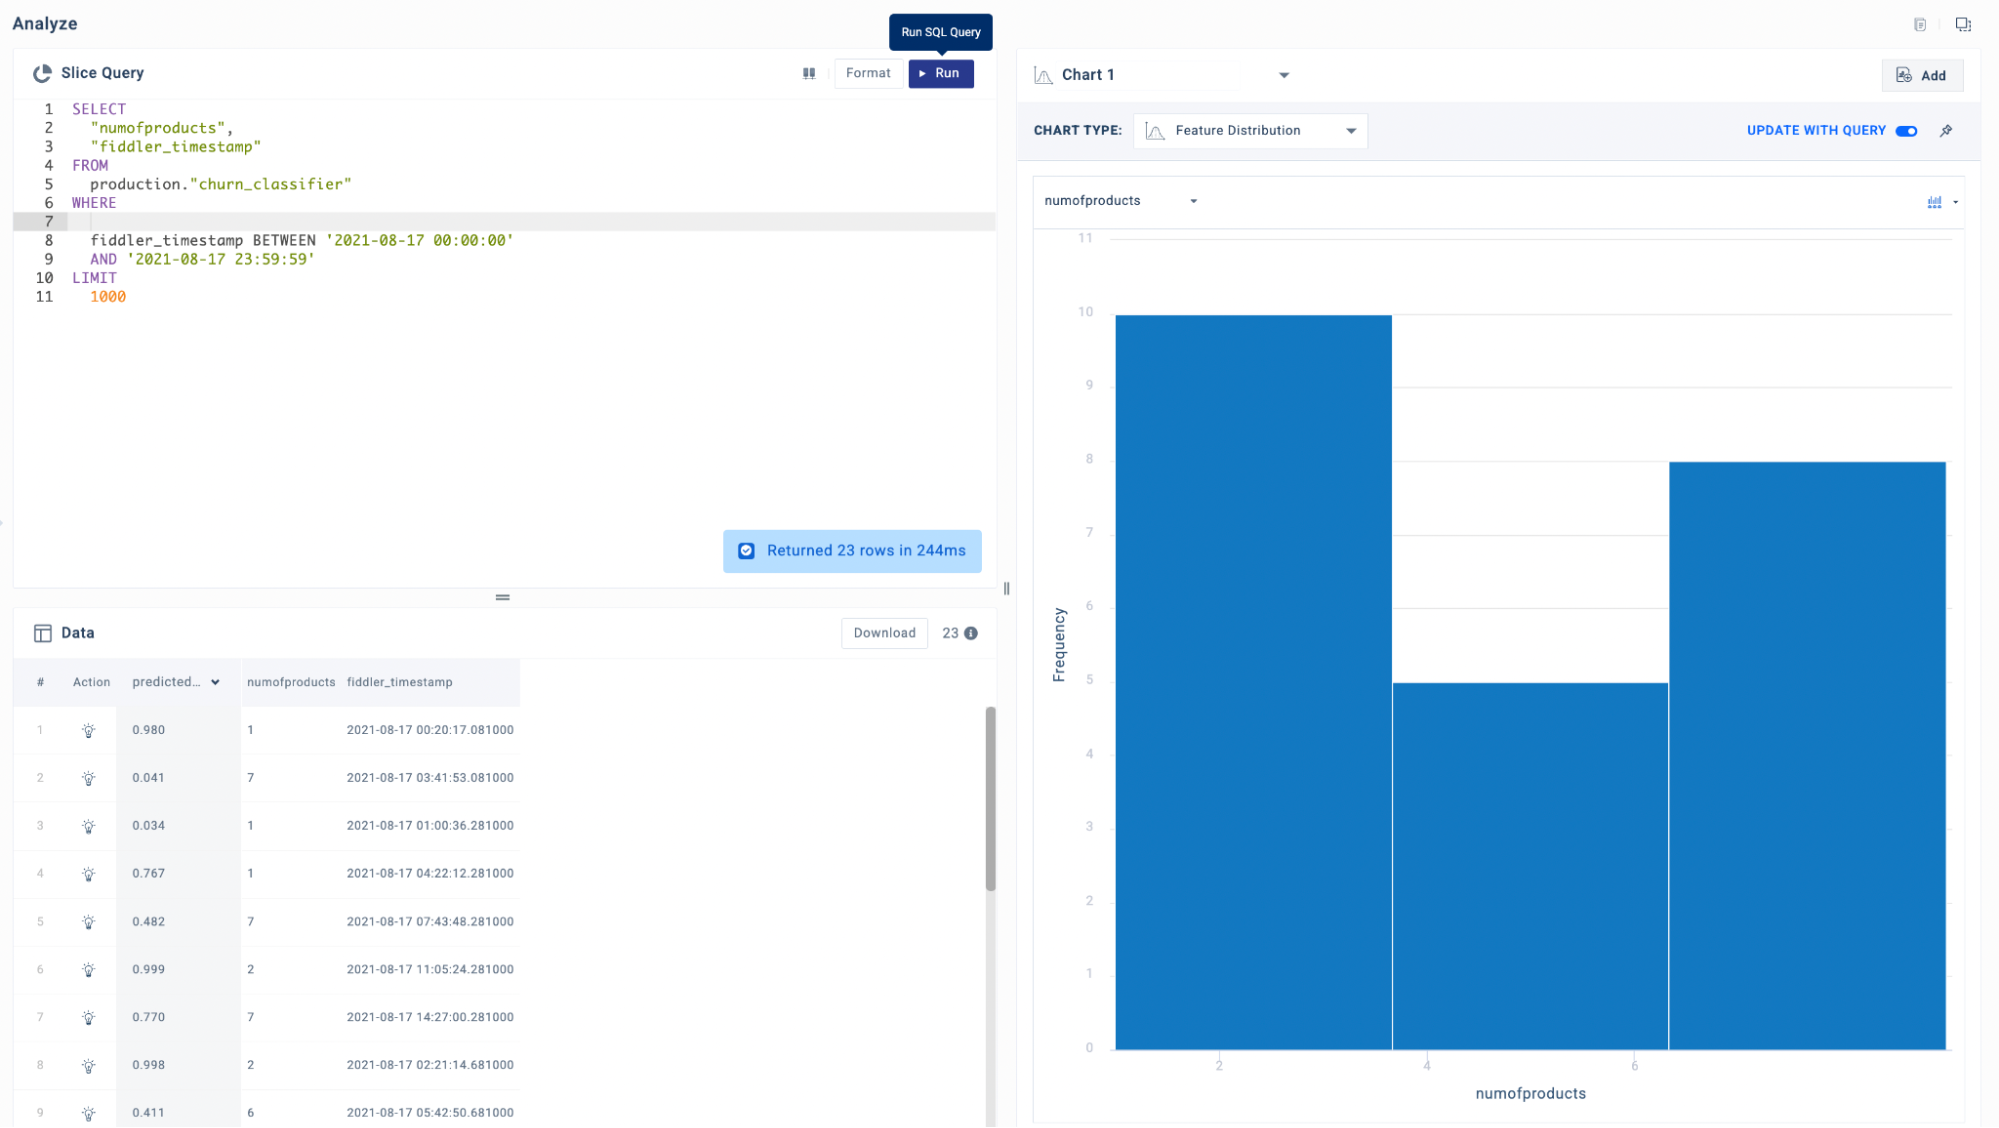 Analyze
Run SQL Query
Slice Query
Format
Run
1 SELECT
2 "numofproducts",
3 "fiddler_timestamp"
4 FROM
5 production."churn_classifier"
6 WHERE
7
8 fiddler_timestamp BETWEEN '2021-08-17 00:00:00'
9 AND '2021-08-17 23:59:59'
10 LIMIT
11 1000
Returned 23 rows in 244ms
Data
Download
23
# Action predicted... numofproducts fiddler_timestamp
1 0.980 1 2021-08-17 00:20:17.081000
2 0.041 7 2021-08-17 03:41:53.081000
3 0.034 1 2021-08-17 01:00:36.281000
4 0.767 1 2021-08-17 04:22:12.281000
5 0.482 7 2021-08-17 07:43:48.281000
6 0.999 2 2021-08-17 11:05:24.281000
7 0.770 7 2021-08-17 14:27:00.281000
8 0.998 2 2021-08-17 02:21:14.681000
9 0.411 6 2021-08-17 05:42:50.681000
Chart 1
Add
CHART TYPE:
Feature Distribution
UPDATE WITH QUERY
numofproducts
11
10
9
8
7
6
5
4
3
2
1
0
Frequency
2 4 6
numofproducts